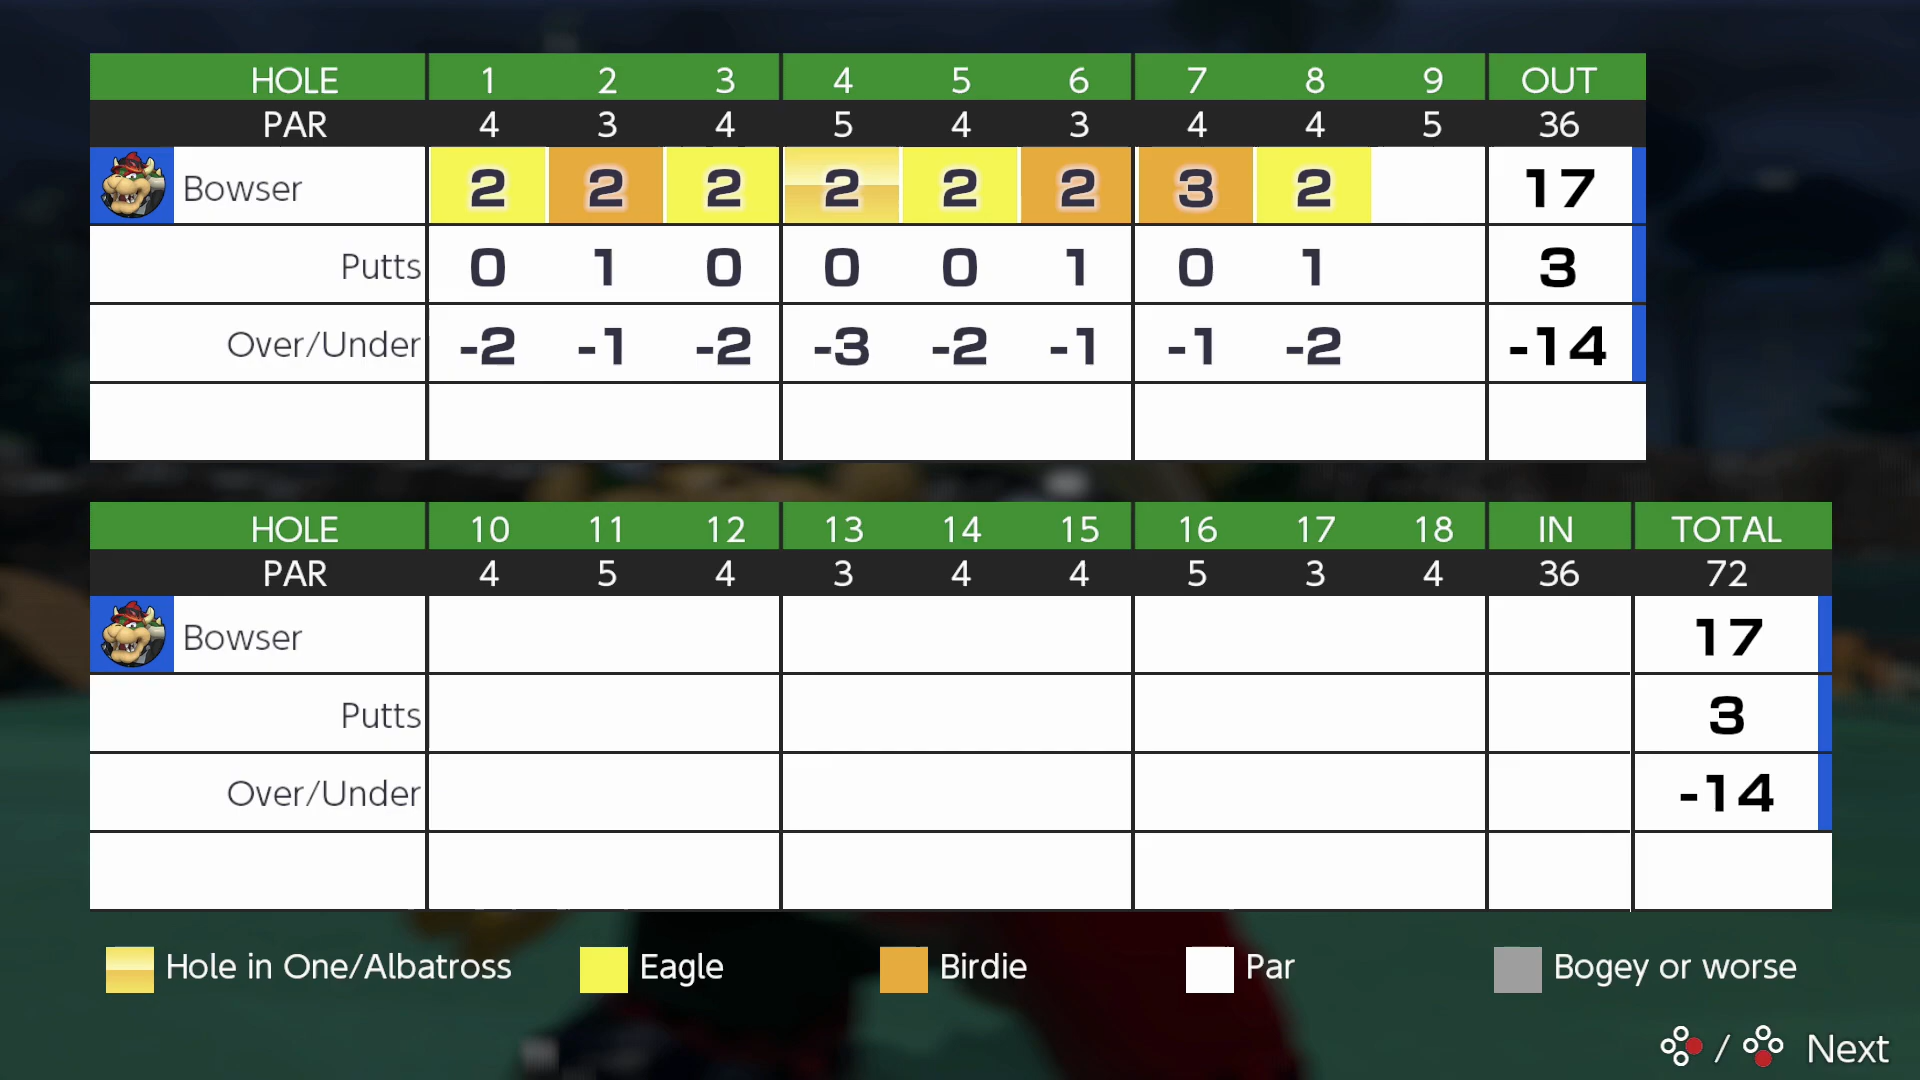 HOLE 1 2 3 4 5 6 7 8 9 OUT
PAR 4 3 4 5 4 3 4 4 5 36
Bowser 2 2 2 2 2 2 3 2 17
Putts 0 1 0 0 0 1 0 1 3
Over/Under -2 -1 -2 -3 -2 -1 -1 -2 -14
HOLE 10 11 12 13 14 15 16 17 18 IN TOTAL
PAR 4 5 4 3 4 4 5 3 4 36 72
Bowser 17
Putts 3
Over/Under -14
Hole in One/Albatross Eagle Birdie Par Bogey or worse
/ Next